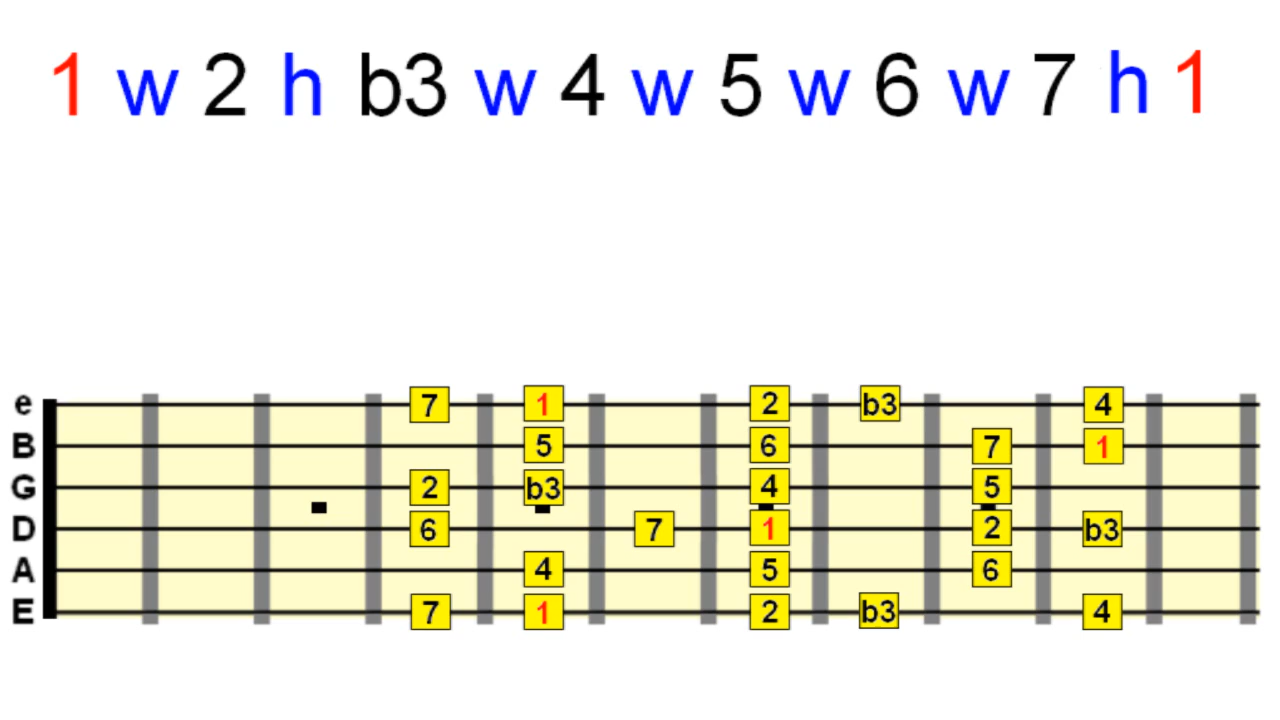 1 w 2 h b3 w 4 w 5 w 6 w 7 h 1
e 7 1 2 b3 4
B 5 6 7 1
G 2 b3 4 5
D 6 7 1 2 b3
A 4 5 6
E 7 1 2 b3 4